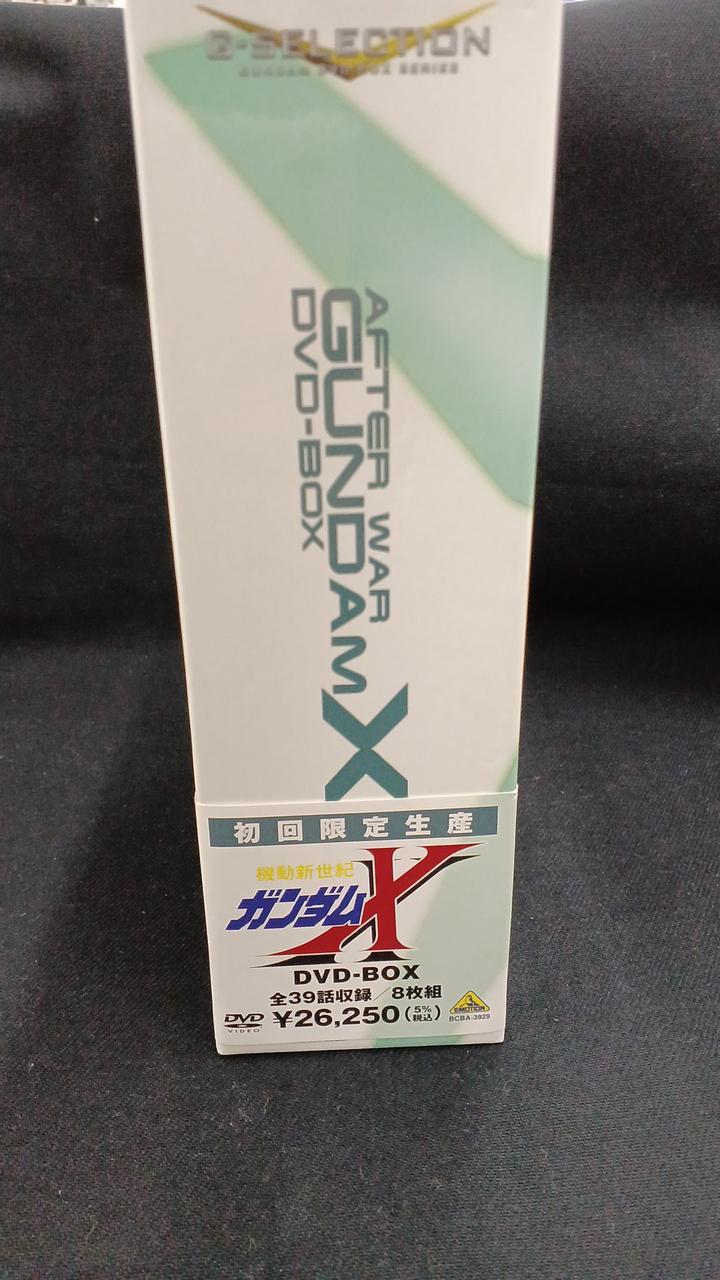 G-SELECTION
GUNDAM DVD-BOX SERIES
AFTER WAR
GUNDAM X
DVD-BOX
初回限定生産
機動新世紀
ガンダムX
DVD-BOX
全39話収録/8枚組
¥26,250(5%税込)
DVD
VIDEO
EMOTION
BCBA-3929